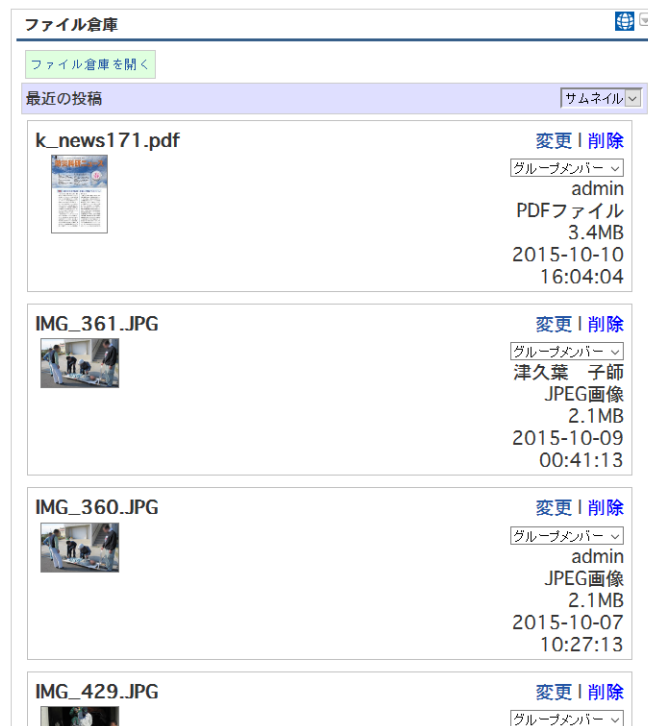 ファイル倉庫
ファイル倉庫を開く
最近の投稿 サムネイル
k_news171.pdf 変更 | 削除
グループメンバー
admin
PDFファイル
3.4MB
2015-10-10
16:04:04
IMG_361.JPG 変更 | 削除
グループメンバー
津久葉　子師
JPEG画像
2.1MB
2015-10-09
00:41:13
IMG_360.JPG 変更 | 削除
グループメンバー
admin
JPEG画像
2.1MB
2015-10-07
10:27:13
IMG_429.JPG 変更 | 削除
グループメンバー